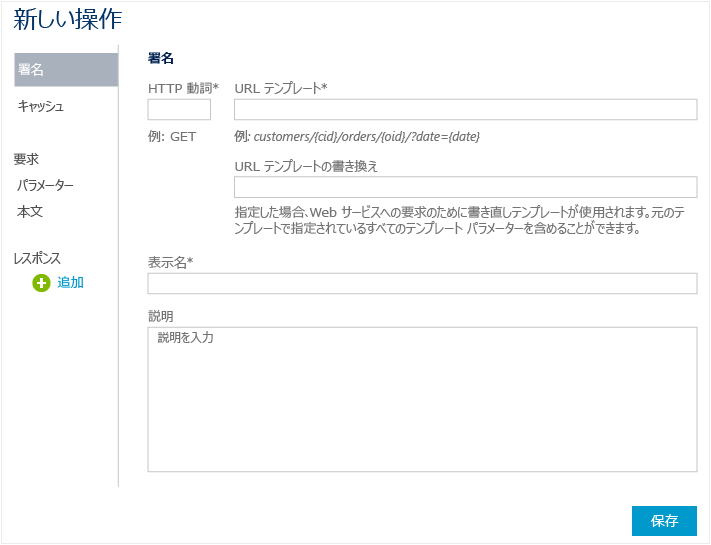 新しい操作
署名
キャッシュ
要求
パラメーター
本文
レスポンス
追加
署名
HTTP 動詞* URL テンプレート*
例: GET 例: customers/{cid}/orders/{oid}/?date={date}
URL テンプレートの書き換え
指定した場合、Web サービスへの要求のために書き直しテンプレートが使用されます。元のテ
ンプレートで指定されているすべてのテンプレート パラメーターを含めることができます。
表示名*
説明
説明を入力
保存